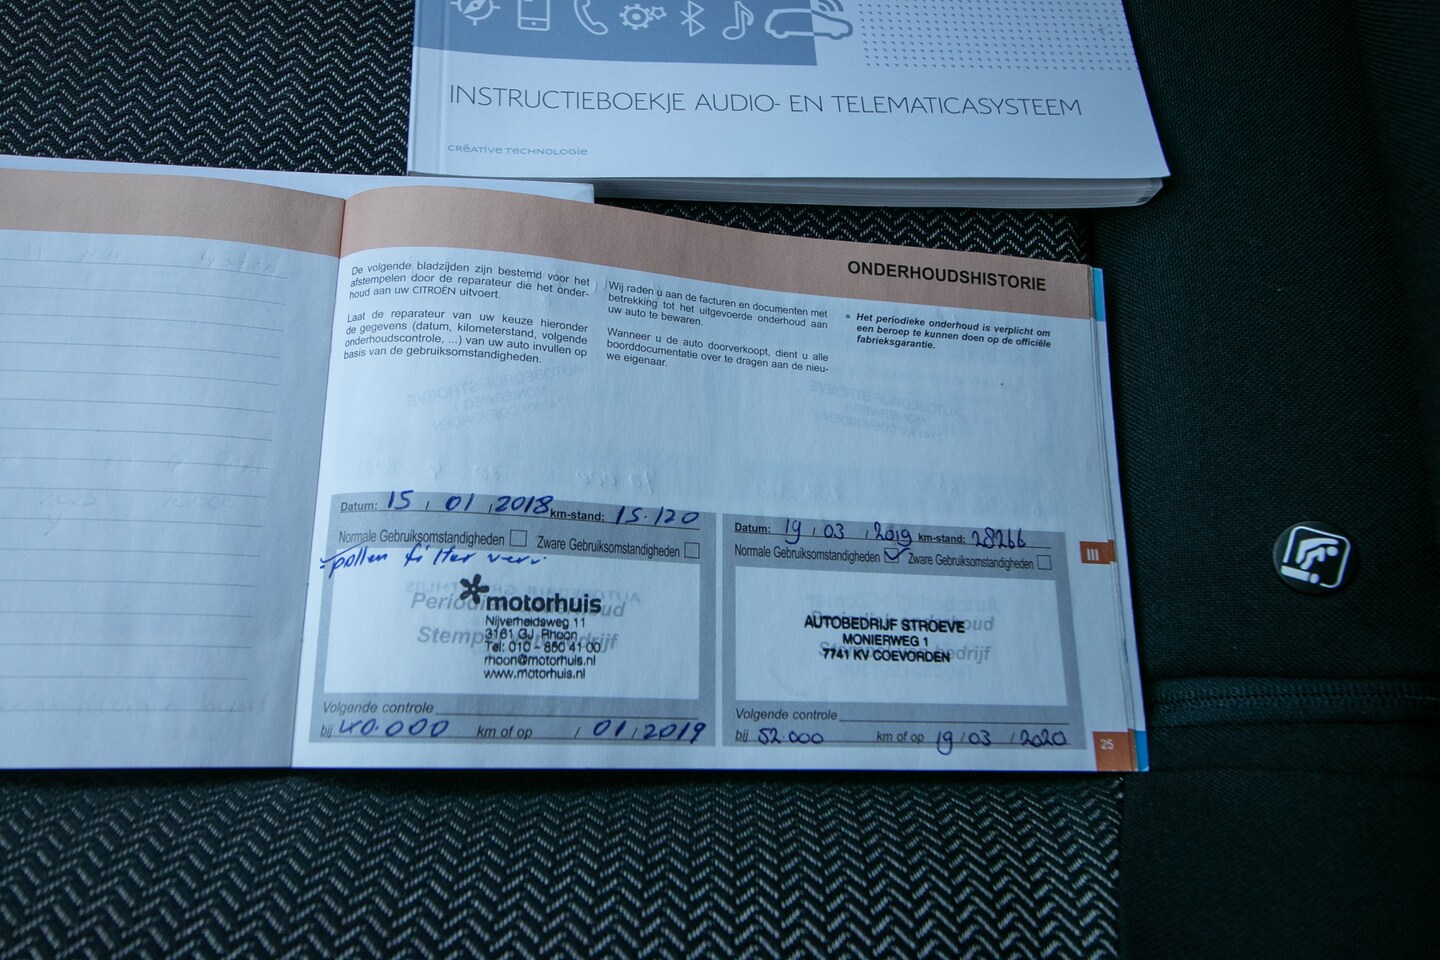 INSTRUCTIEBOEKJE AUDIO- EN TELEMATICASYSTEEM
CRÉATIVE TECHNOLOGIE
ONDERHOUDSHISTORIE
De volgende bladzijden zijn bestemd voor het
afstempelen door de reparateur die het onder-
houd aan uw CITROËN uitvoert.
Laat de reparateur van uw keuze hieronder
de gegevens (datum, kilometerstand, volgende
onderhoudscontrole, ...) van uw auto invullen op
basis van de gebruiksomstandigheden.
Wij raden u aan de facturen en documenten met
betrekking tot het uitgevoerde onderhoud aan
uw auto te bewaren.
Wanneer u de auto doorverkoopt, dient u alle
boorddocumentatie over te dragen aan de nieu-
we eigenaar.
* Het periodieke onderhoud is verplicht om
een beroep te kunnen doen op de officiële
fabrieksgarantie.
Datum: 15 / 01 / 2018 km-stand: 15.120
Normale Gebruiksomstandigheden Zware Gebruiksomstandigheden
pollen filter verv.
motorhuis
Nijverheidsweg 11
3161 GJ Rhoon
Tel: 010 - 850 41 00
rhoon@motorhuis.nl
www.motorhuis.nl
Volgende controle
bij 40.000 km of op / 01 / 2019
Datum: 19 / 03 / 2019 km-stand: 28266
Normale Gebruiksomstandigheden Zware Gebruiksomstandigheden
AUTOBEDRIJF STROEVE
MONIERWEG 1
7741 KV COEVORDEN
Volgende controle
bij 52.000 km of op 19 / 03 / 2020
III
25